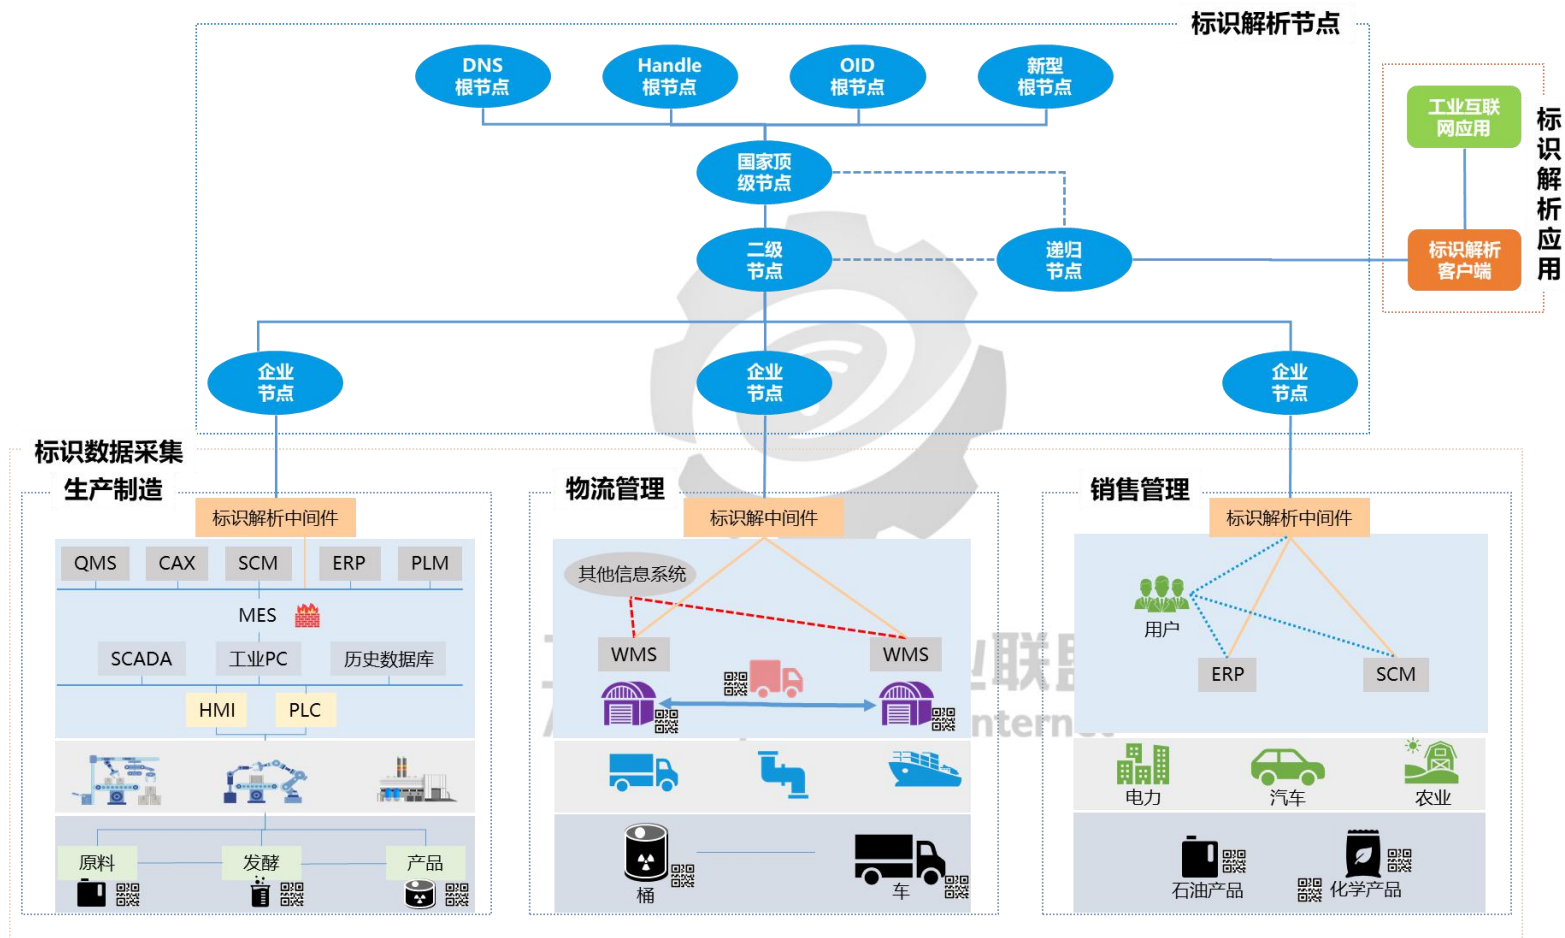 标识解析节点
DNS
根节点
Handle
根节点
OID
根节点
新型
根节点
工业互联
网应用
标识解析应用
国家顶
级节点
二级
节点
递归
节点
标识解析
客户端
企业
节点
企业
节点
企业
节点
标识数据采集
生产制造
物流管理
销售管理
标识解析中间件
标识解中间件
标识解析中间件
QMS
CAX
SCM
ERP
PLM
MES
SCADA
工业PC
历史数据库
HMI
PLC
原料
发酵
产品
其他信息系统
WMS
WMS
桶
车
用户
ERP
SCM
电力
汽车
农业
石油产品
化学产品
业联
nternet